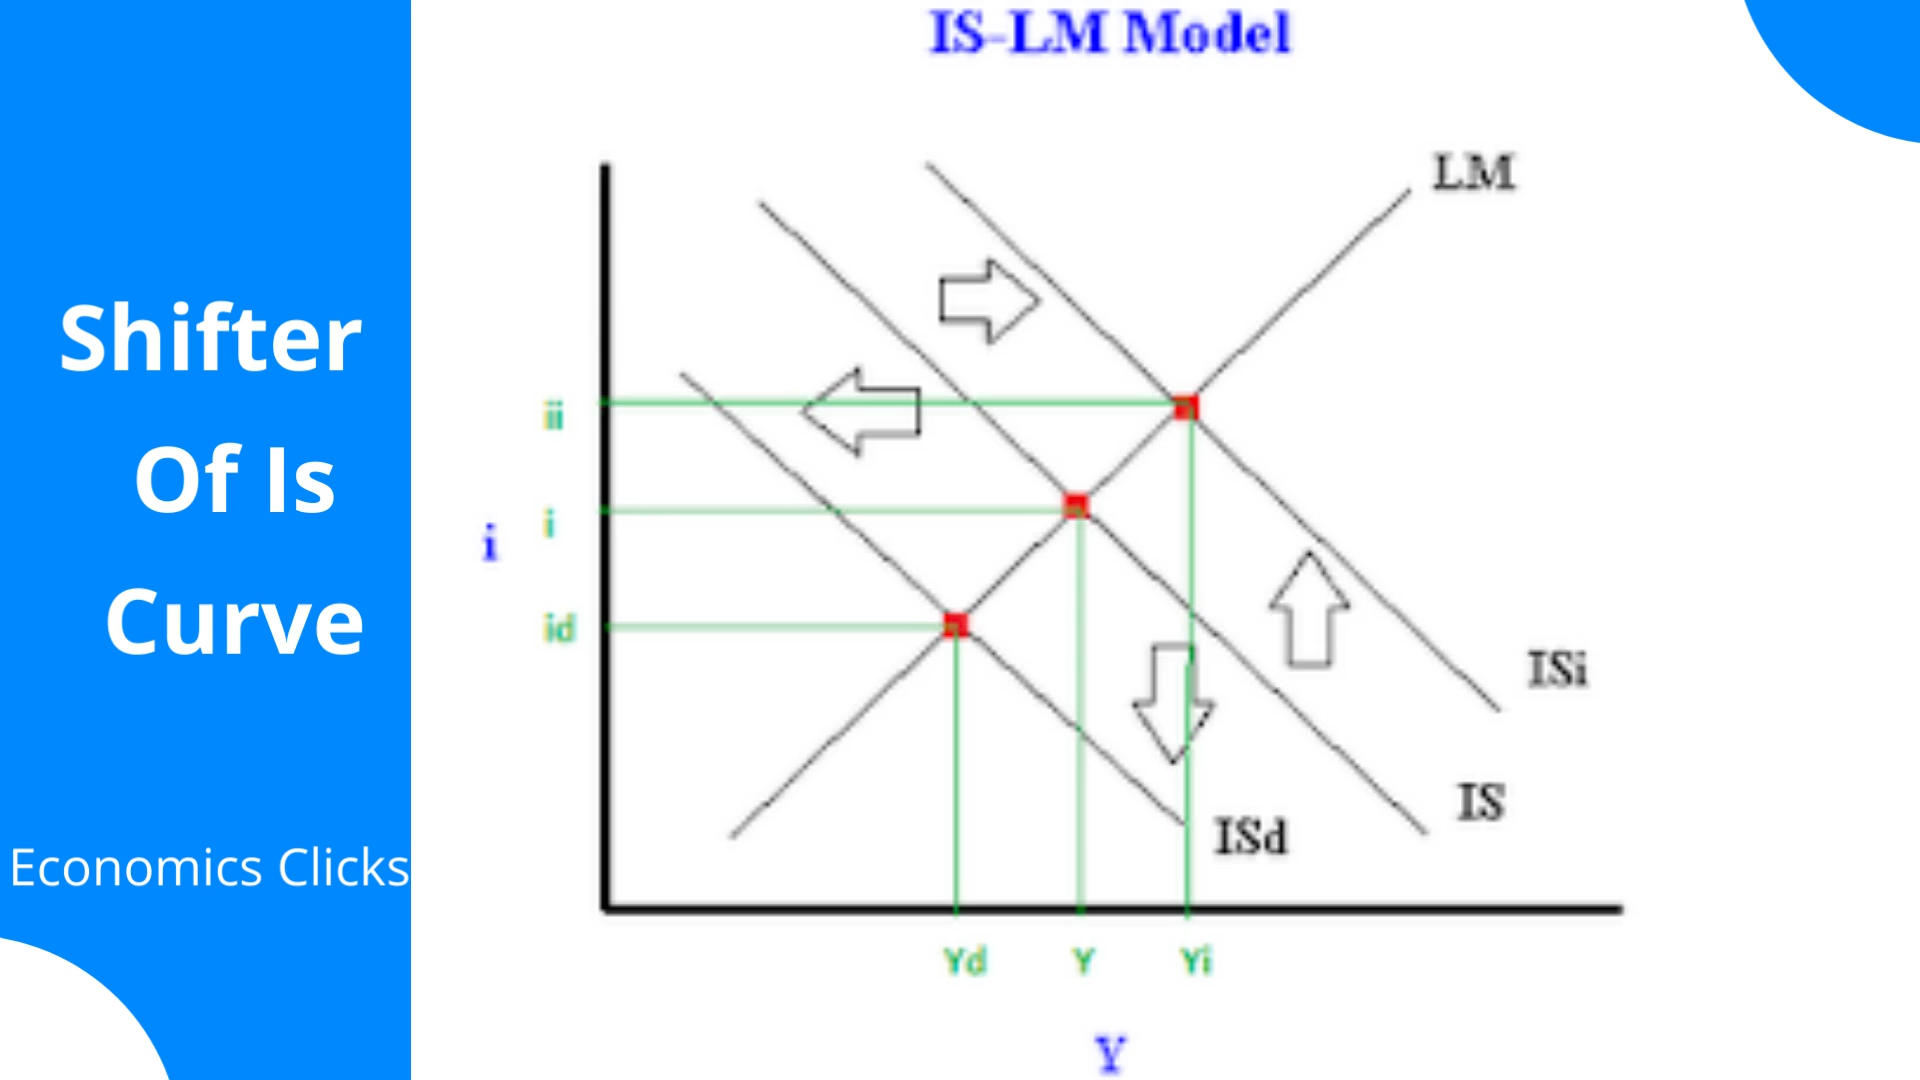 Shifter
Of Is
Curve
Economics Clicks
IS-LM Model
LM
ii
i
i
id
ISi
IS
ISd
Yd Y Yi
Y